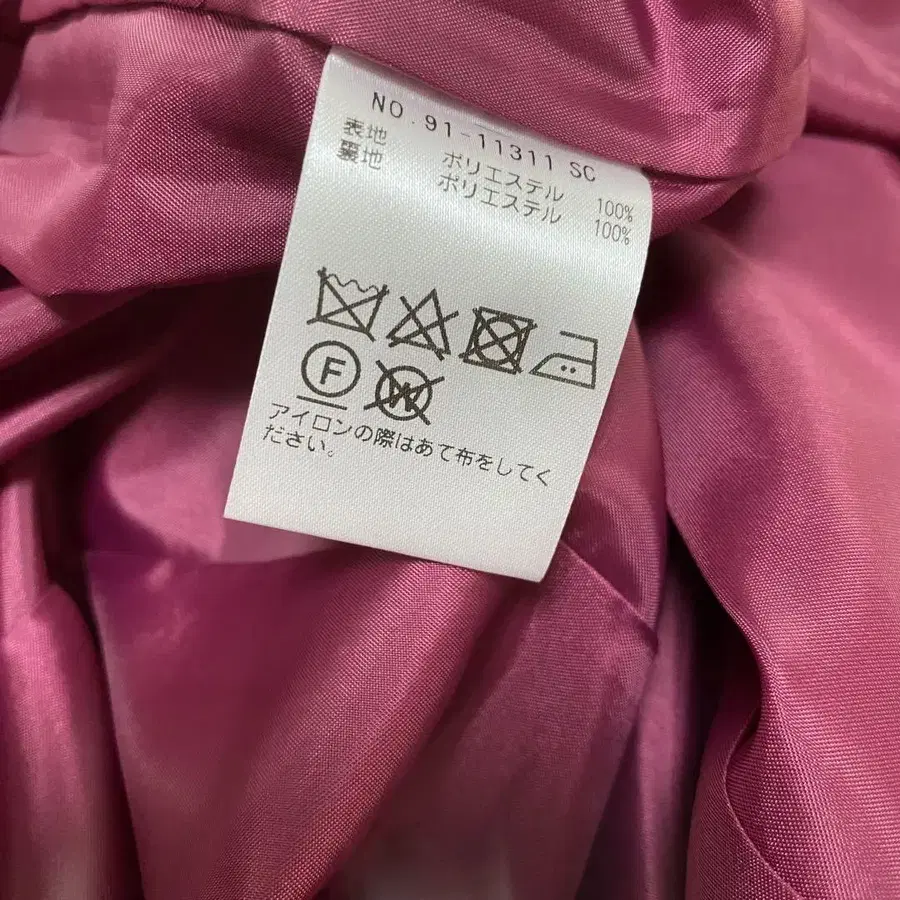 NO.91-11311 SC
表地 ポリエステル 100%
裏地 ポリエステル 100%
F W
アイロンの際はあて布をしてく
ださい。